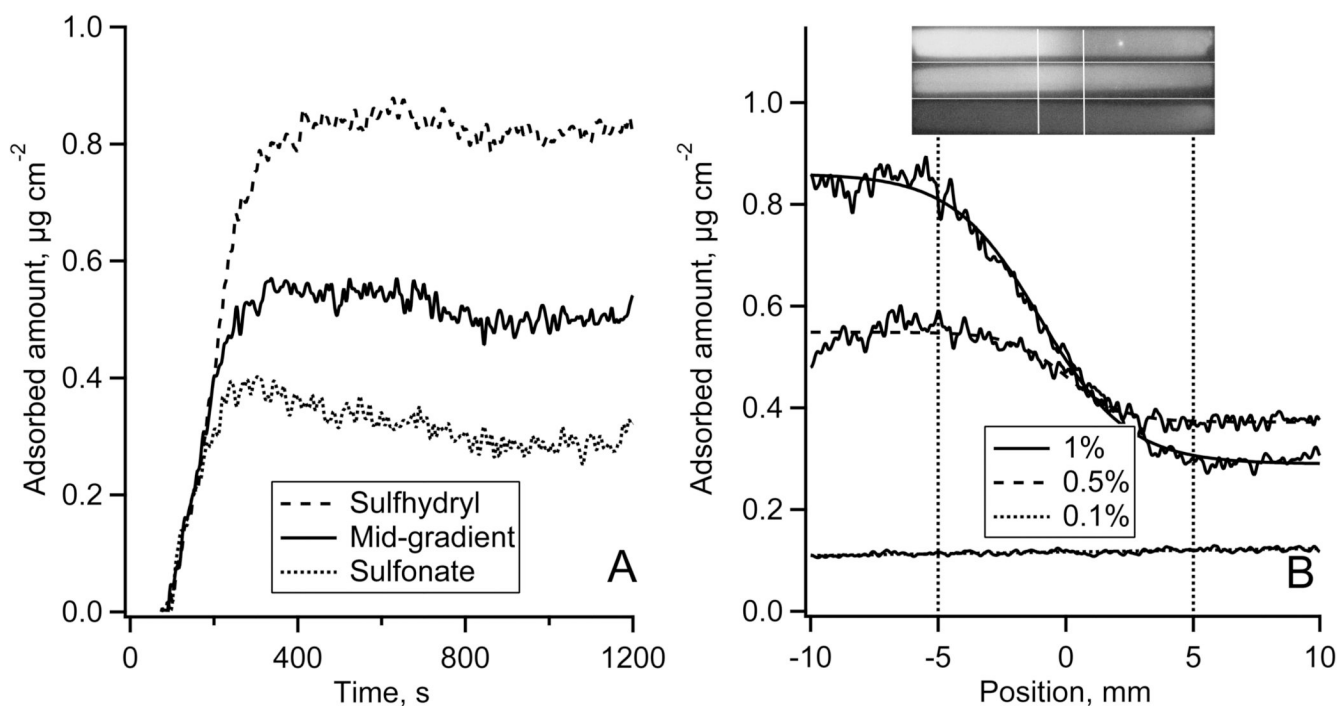 1.0
0.8
0.6
0.4
0.2
0.0
Adsorbed amount, µg cm⁻²
0
400
800
1200
Time, s
Sulfhydryl
Mid-gradient
Sulfonate
A
1.0
0.8
0.6
0.4
0.2
0.0
Adsorbed amount, µg cm⁻²
-10
-5
0
5
10
Position, mm
1%
0.5%
0.1%
B